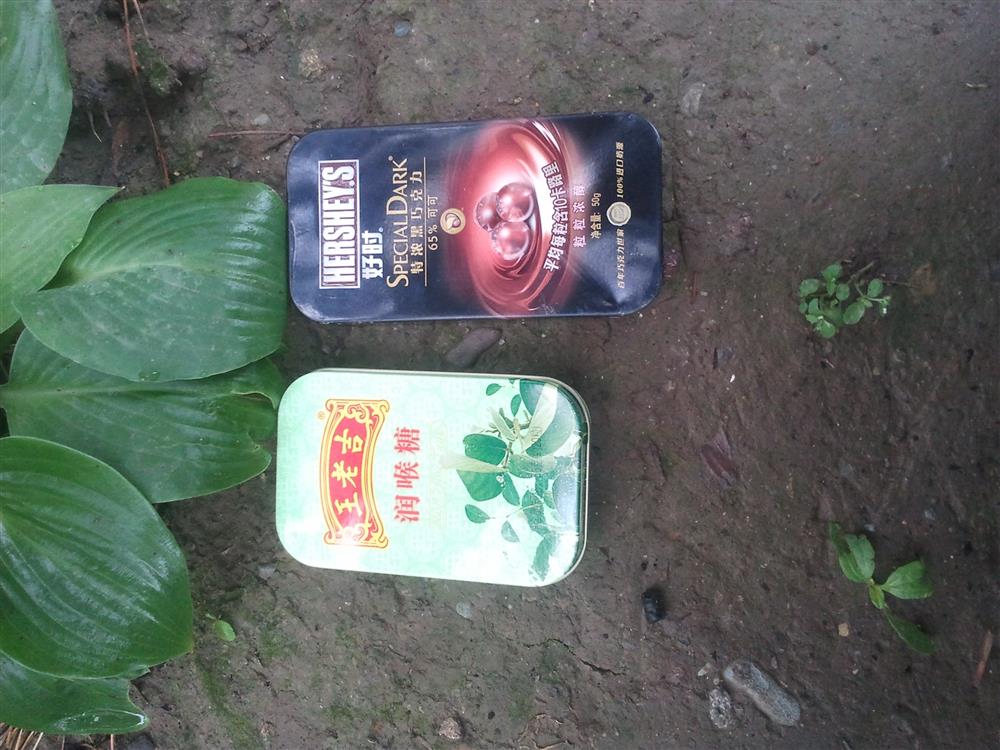 HERSHEY'S
好时®
SPECIAL DARK®
特浓黑巧克力
65% 可可
平均每粒含10卡路里
粒粒浓醇
净含量: 50g
百年巧克力世家 100%进口奶源
王老吉®
润喉糖